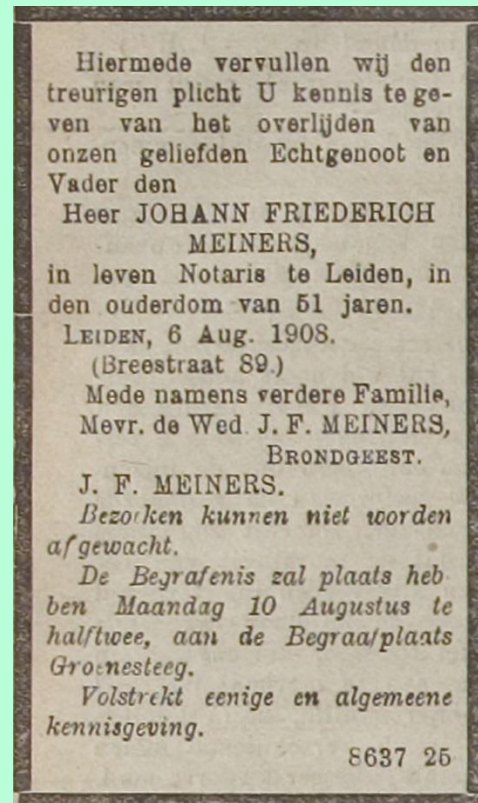 Hiermede vervullen wij den
treurigen plicht U kennis te ge-
ven van het overlijden van
onzen geliefden Echtgenoot en
Vader den
Heer JOHANN FRIEDERICH
MEINERS,
in leven Notaris te Leiden, in
den ouderdom van 51 jaren.
LEIDEN, 6 Aug. 1908.
(Breestraat 89.)
Mede namens verdere Familie,
Mevr. de Wed. J. F. MEINERS,
BRONDGEEST.
J. F. MEINERS.
Bezoeken kunnen niet worden
afgewacht.
De Begrafenis zal plaats heb-
ben Maandag 10 Augustus te
halftwee, aan de Begraafplaats
Groenesteeg.
Volstrekt eenige en algemeene
kennisgeving.
8637 25